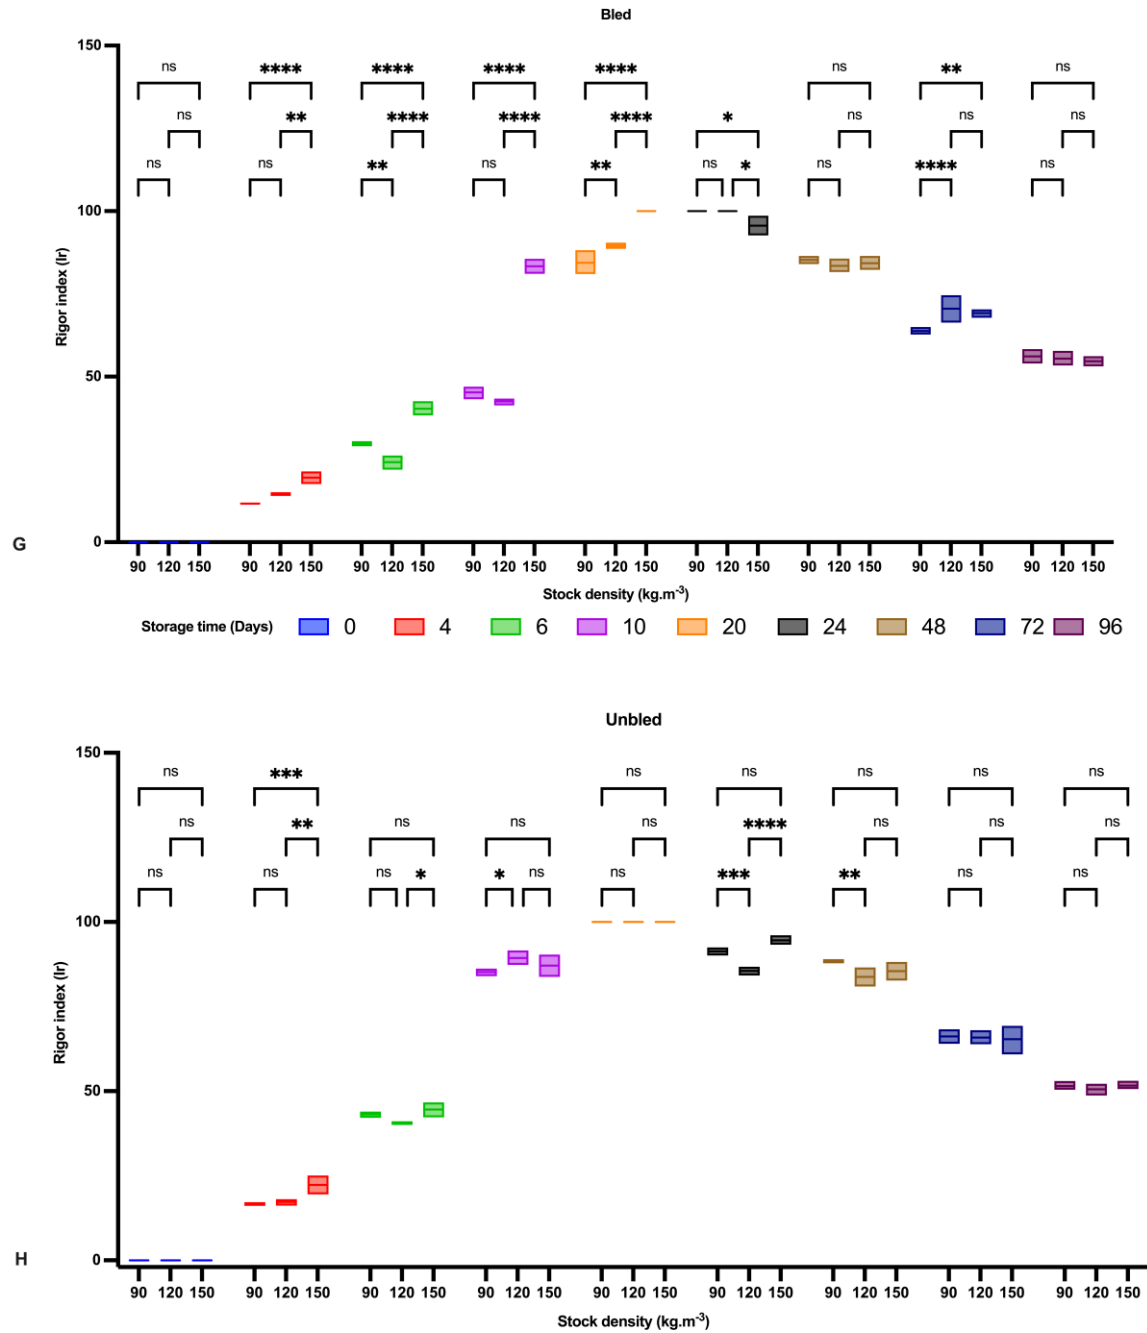 Bled
150
ns **** **** **** **** ns ** ns
ns ** **** **** **** * ns ns ns
ns ns ** ns ** ns * ns **** ns
100
Rigor index (Ir)
50
G
0
90 120 150 90 120 150 90 120 150 90 120 150 90 120 150 90 120 150 90 120 150 90 120 150 90 120 150
Stock density (kg.m⁻³)
Storage time (Days) 0 4 6 10 20 24 48 72 96
Unbled
150
ns *** ns ns ns ns ns ns ns
ns ** ns **** ns ns ns
ns ns ns * * ns ns *** ** ns ns
100
Rigor index (Ir)
50
H
0
90 120 150 90 120 150 90 120 150 90 120 150 90 120 150 90 120 150 90 120 150 90 120 150 90 120 150
Stock density (kg.m⁻³)